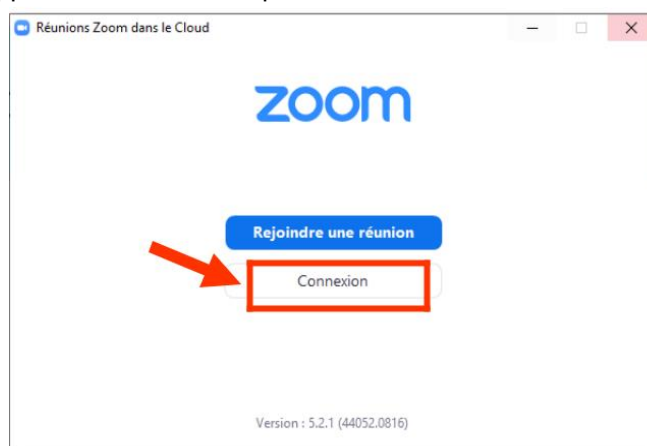 Réunions Zoom dans le Cloud
zoom
Rejoindre une réunion
Connexion
Version : 5.2.1 (44052.0816)